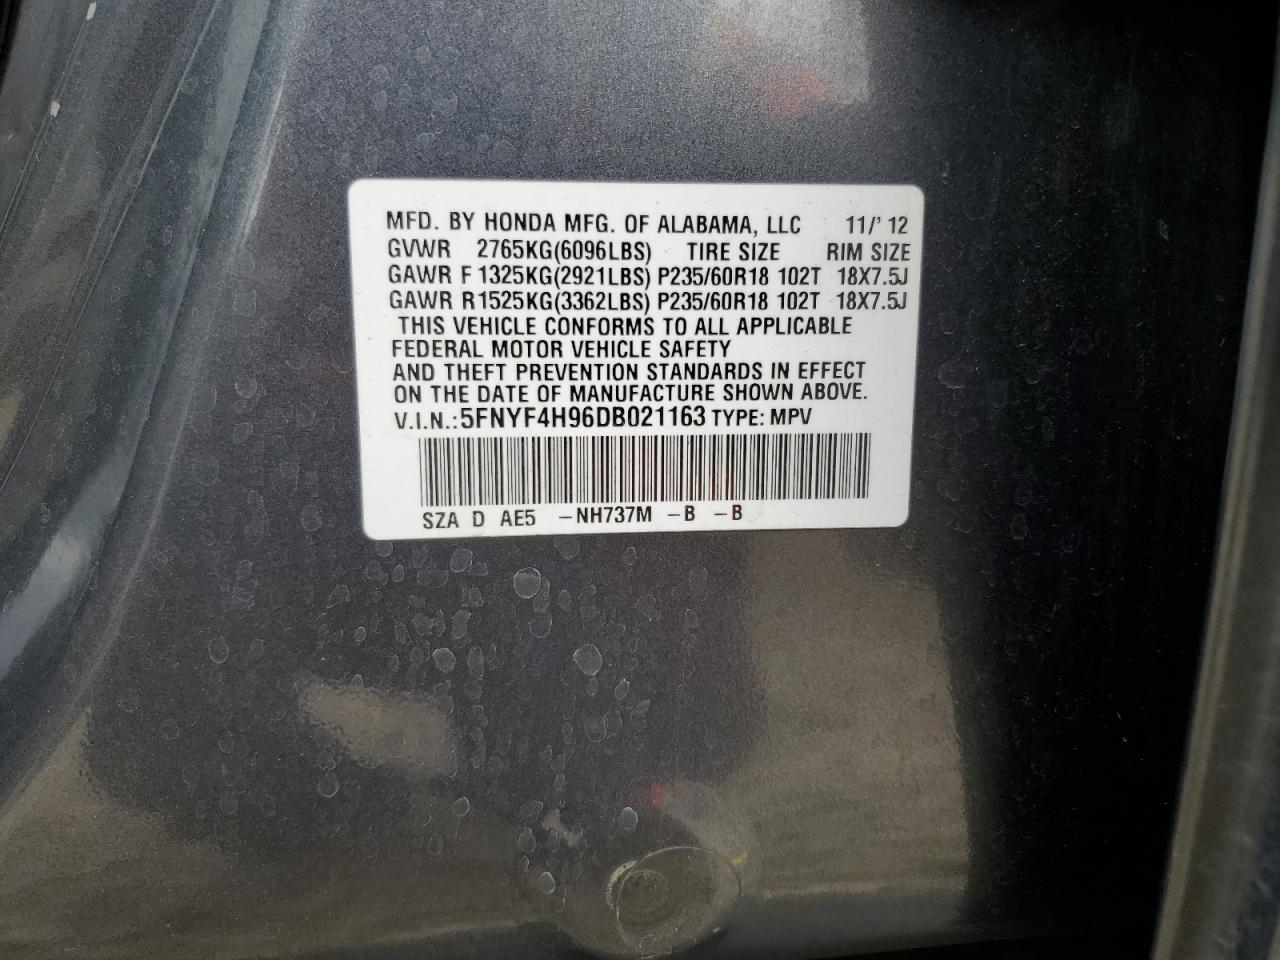 MFD. BY HONDA MFG. OF ALABAMA, LLC 11/' 12
GVWR 2765KG(6096LBS) TIRE SIZE RIM SIZE
GAWR F 1325KG(2921LBS) P235/60R18 102T 18X7.5J
GAWR R1525KG(3362LBS) P235/60R18 102T 18X7.5J
THIS VEHICLE CONFORMS TO ALL APPLICABLE
FEDERAL MOTOR VEHICLE SAFETY
AND THEFT PREVENTION STANDARDS IN EFFECT
ON THE DATE OF MANUFACTURE SHOWN ABOVE.
V.I.N.:5FNYF4H96DB021163 TYPE: MPV
SZA D AE5 -NH737M -B -B